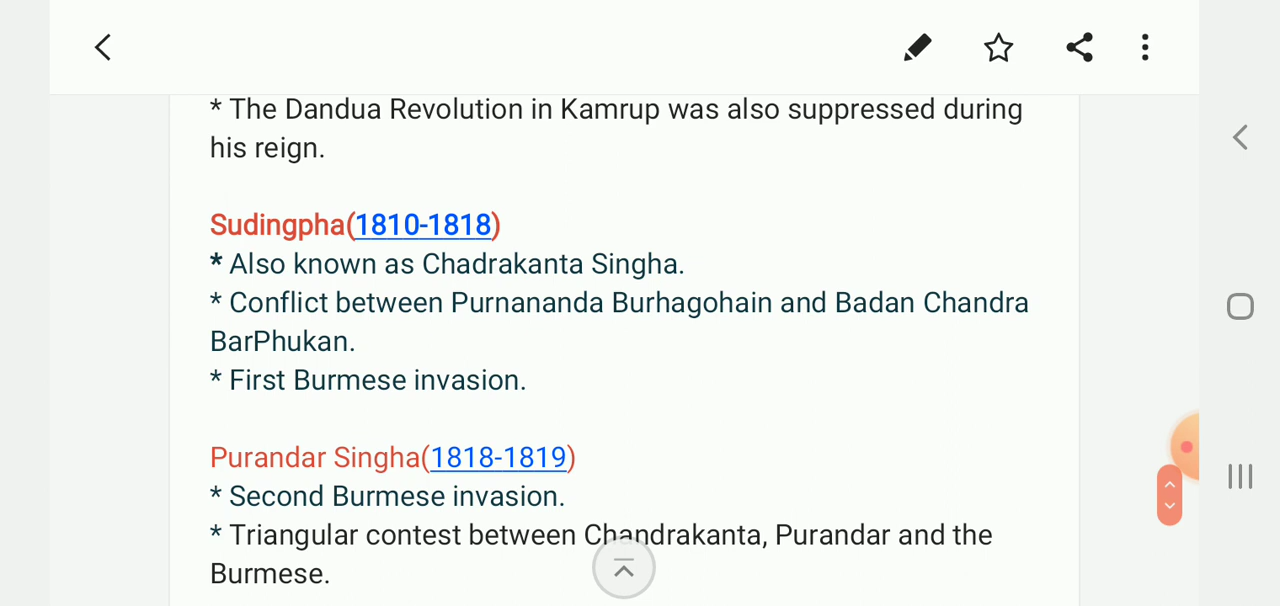 * The Dandua Revolution in Kamrup was also suppressed during
his reign.
Sudingpha(1810-1818)
* Also known as Chadrakanta Singha.
* Conflict between Purnananda Burhagohain and Badan Chandra
BarPhukan.
* First Burmese invasion.
Purandar Singha(1818-1819)
* Second Burmese invasion.
* Triangular contest between Chandrakanta, Purandar and the
Burmese.